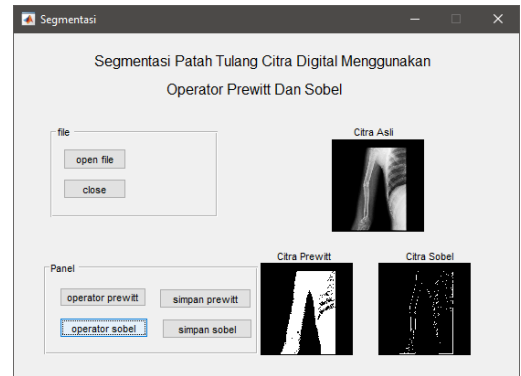 Segmentasi
Segmentasi Patah Tulang Citra Digital Menggunakan
Operator Prewitt Dan Sobel
file
open file
close
Citra Asli
Panel
operator prewitt
simpan prewitt
operator sobel
simpan sobel
Citra Prewitt
Citra Sobel